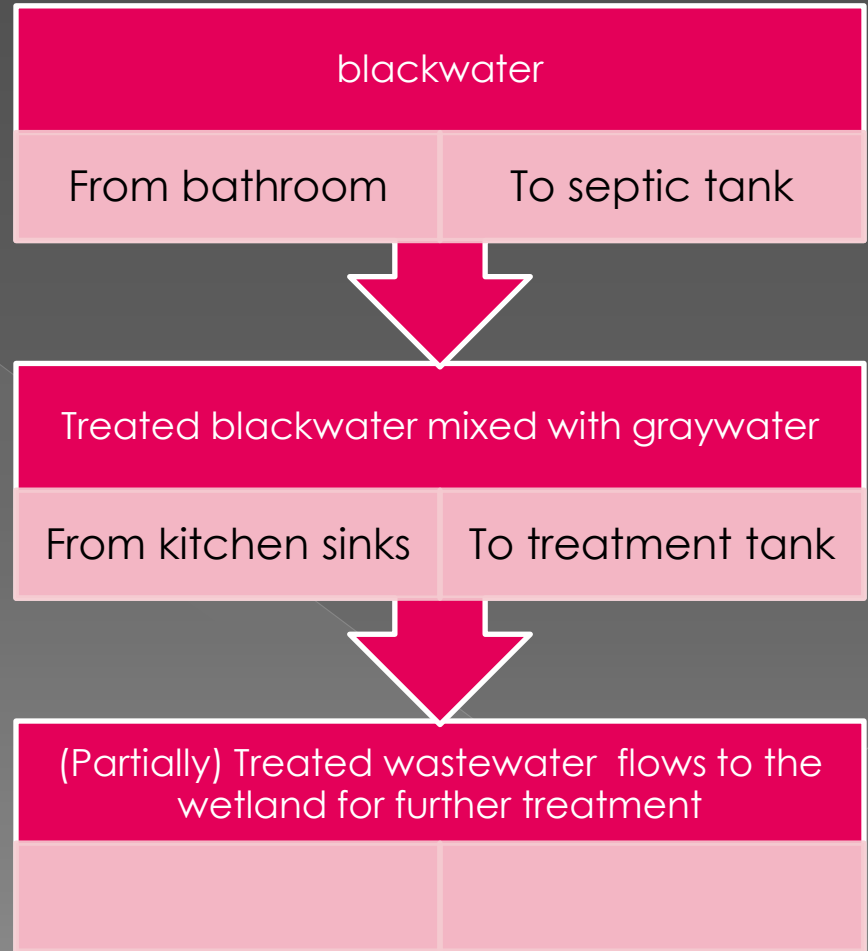 blackwater
From bathroom
To septic tank
Treated blackwater mixed with graywater
From kitchen sinks
To treatment tank
(Partially) Treated wastewater flows to the
wetland for further treatment